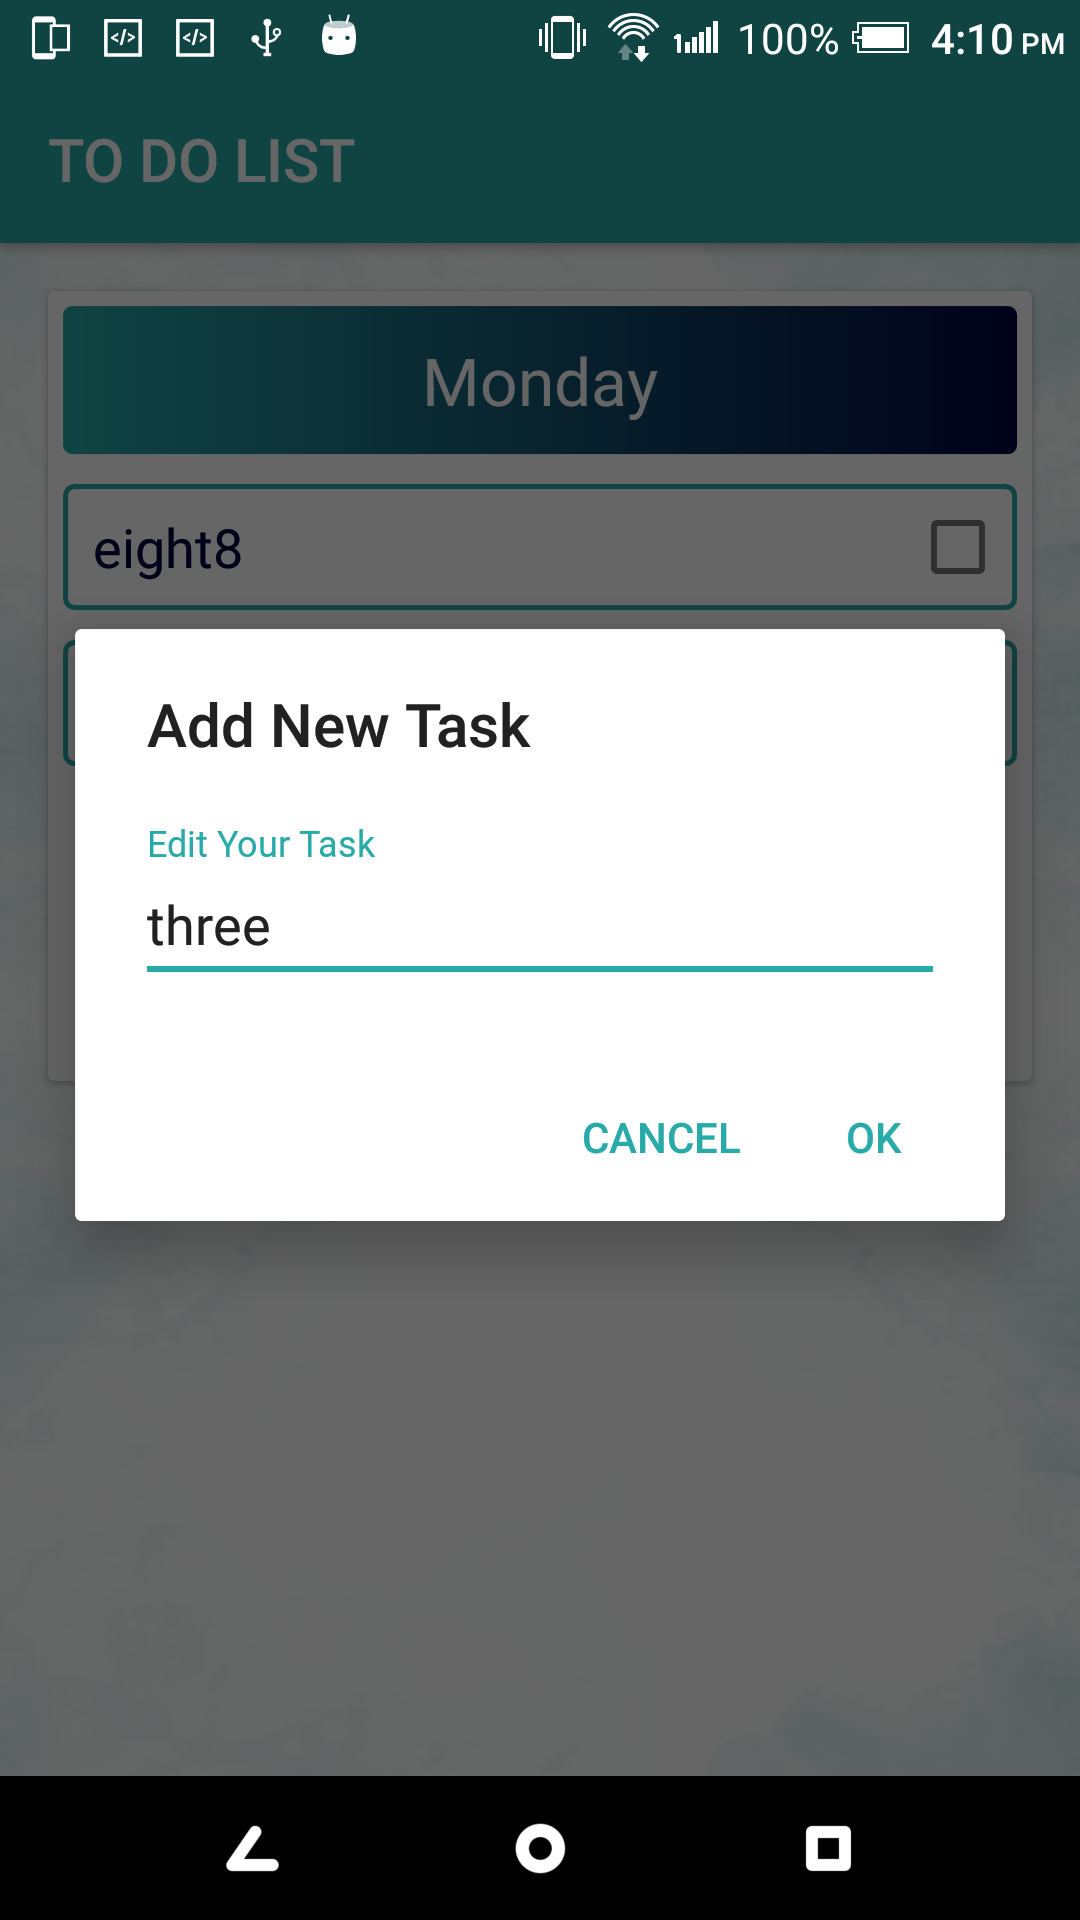 100% 4:10 PM
TO DO LIST
Monday
eight8
Add New Task
Edit Your Task
three
CANCEL OK